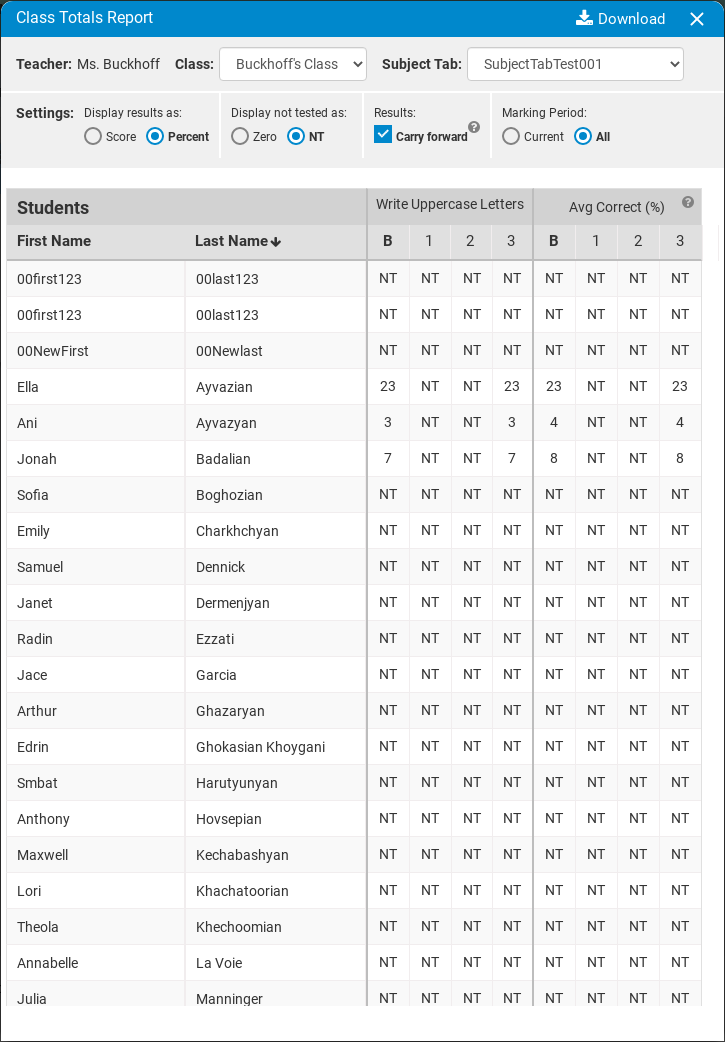 Class Totals Report Download
Teacher: Ms. Buckhoff Class: Buckhoff's Class Subject Tab: SubjectTabTest001
Settings: Display results as: Display not tested as: Results: Marking Period:
Score Percent Zero NT Carry forward ? Current All
Students Write Uppercase Letters Avg Correct (%) ?
First Name Last Name B 1 2 3 B 1 2 3
00first123 00last123 NT NT NT NT NT NT NT NT
00first123 00last123 NT NT NT NT NT NT NT NT
00NewFirst 00Newlast NT NT NT NT NT NT NT NT
Ella Ayvazian 23 NT NT 23 23 NT NT 23
Ani Ayvazyan 3 NT NT 3 4 NT NT 4
Jonah Badalian 7 NT NT 7 8 NT NT 8
Sofia Boghozian NT NT NT NT NT NT NT NT
Emily Charkhchyan NT NT NT NT NT NT NT NT
Samuel Dennick NT NT NT NT NT NT NT NT
Janet Dermenjyan NT NT NT NT NT NT NT NT
Radin Ezzati NT NT NT NT NT NT NT NT
Jace Garcia NT NT NT NT NT NT NT NT
Arthur Ghazaryan NT NT NT NT NT NT NT NT
Edrin Ghokasian Khoygani NT NT NT NT NT NT NT NT
Smbat Harutyunyan NT NT NT NT NT NT NT NT
Anthony Hovsepian NT NT NT NT NT NT NT NT
Maxwell Kechabashyan NT NT NT NT NT NT NT NT
Lori Khachatoorian NT NT NT NT NT NT NT NT
Theola Khechoomian NT NT NT NT NT NT NT NT
Annabelle La Voie NT NT NT NT NT NT NT NT
Julia Manninger NT NT NT NT NT NT NT NT